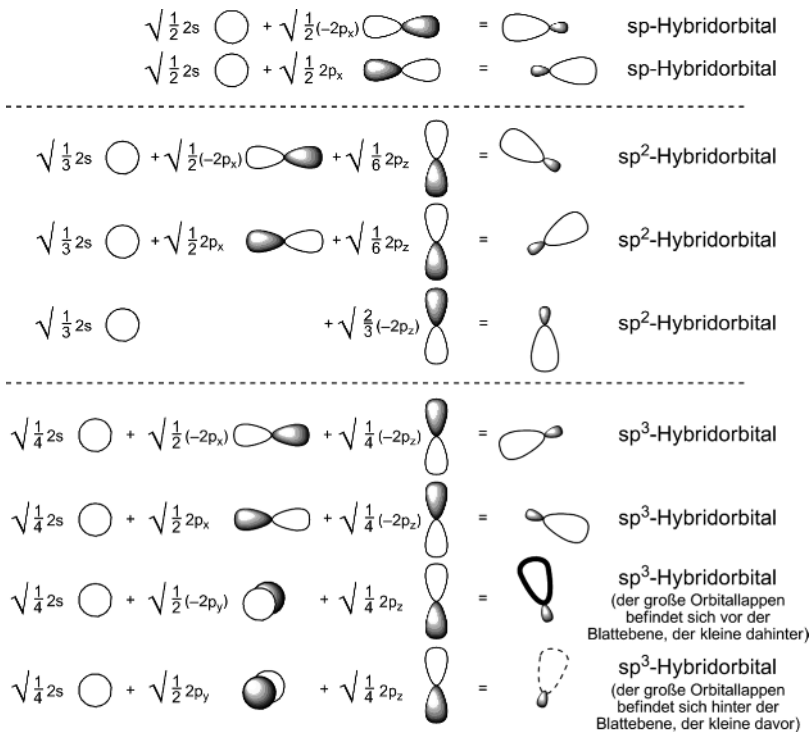 √1/2 2s + √1/2 (−2pₓ) = sp-Hybridorbital
√1/2 2s + √1/2 2pₓ = sp-Hybridorbital
√1/3 2s + √1/2 (−2pₓ) + √1/6 2p_z = sp²-Hybridorbital
√1/3 2s + √1/2 2pₓ + √1/6 2p_z = sp²-Hybridorbital
√1/3 2s + √2/3 (−2p_z) = sp²-Hybridorbital
√1/4 2s + √1/2 (−2pₓ) + √1/4 (−2p_z) = sp³-Hybridorbital
√1/4 2s + √1/2 2pₓ + √1/4 (−2p_z) = sp³-Hybridorbital
√1/4 2s + √1/2 (−2p_y) + √1/4 2p_z = sp³-Hybridorbital
(der große Orbitallappen
befindet sich vor der
Blattebene, der kleine dahinter)
√1/4 2s + √1/2 2p_y + √1/4 2p_z = sp³-Hybridorbital
(der große Orbitallappen
befindet sich hinter der
Blattebene, der kleine davor)